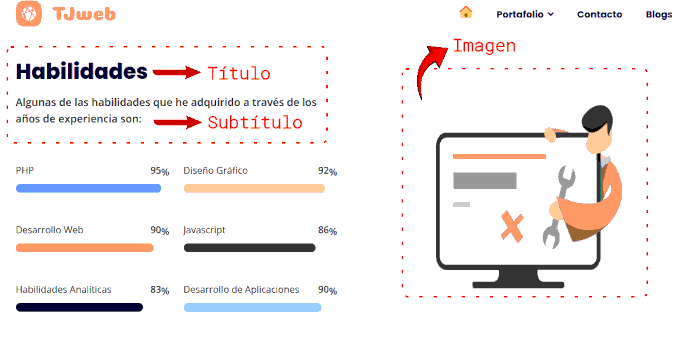 TJweb
Portafolio
Contacto
Blogs
Imagen
Habilidades
Título
Algunas de las habilidades que he adquirido a través de los
años de experiencia son:
Subtítulo
PHP 95%
Diseño Gráfico 92%
Desarrollo Web 90%
Javascript 86%
Habilidades Analíticas 83%
Desarrollo de Aplicaciones 90%